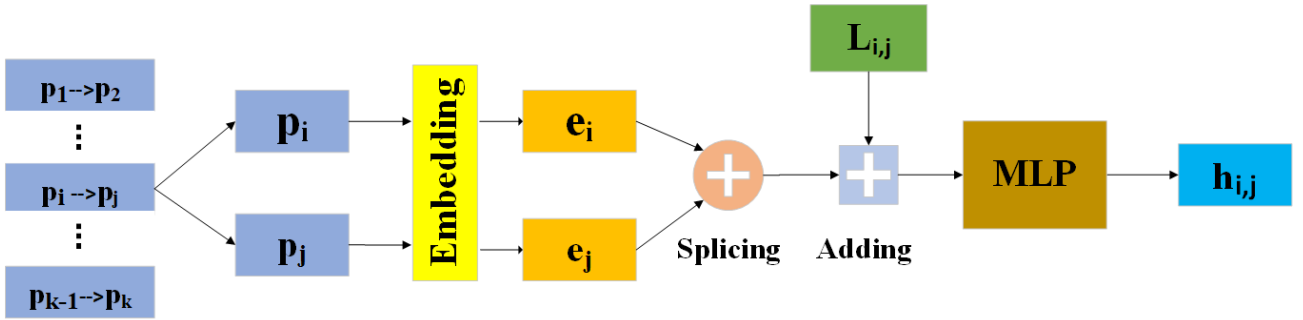 p1-->p2
⋮
pi-->pj
⋮
pk-1-->pk
pi
pj
Embedding
ei
ej
Splicing
Li,j
Adding
MLP
hi,j